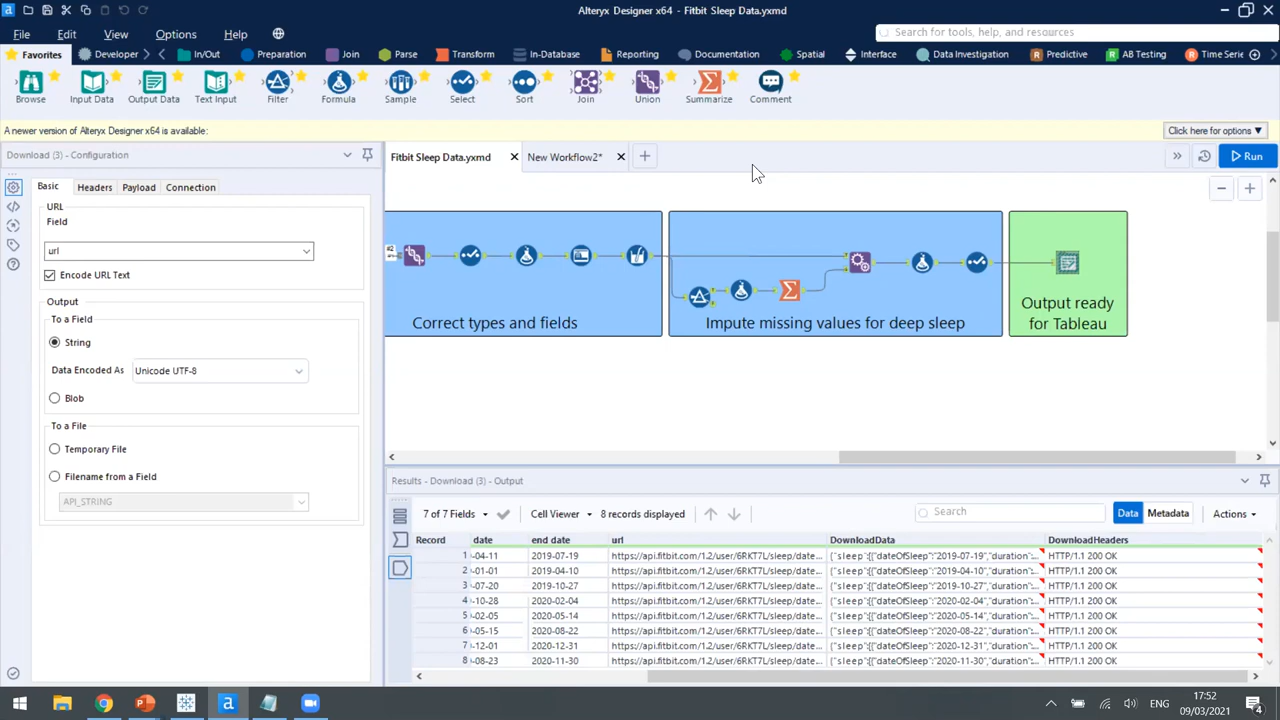 Alteryx Designer x64 - Fitbit Sleep Data.yxmd
File Edit View Options Help
Search for tools, help, and resources
Favorites Developer In/Out Preparation Join Parse Transform In-Database Reporting Documentation Spatial Interface Data Investigation Predictive AB Testing Time Serie
Browse Input Data Output Data Text Input Filter Formula Sample Select Sort Join Union Summarize Comment
A newer version of Alteryx Designer x64 is available:
Click here for options ▼
Download (3) - Configuration
Fitbit Sleep Data.yxmd
New Workflow2*
Run
Basic Headers Payload Connection
URL
Field
url
Encode URL Text
Output
To a Field
String
Data Encoded As Unicode UTF-8
Blob
To a File
Temporary File
Filename from a Field
API_STRING
#2
Correct types and fields
Impute missing values for deep sleep
Output ready
for Tableau
Results - Download (3) - Output
7 of 7 Fields Cell Viewer 8 records displayed Search Data Metadata Actions
Record date end date url DownloadData DownloadHeaders
1 -04-11 2019-07-19 https://api.fitbit.com/1.2/user/6RKT7L/sleep/date... {"sleep":[{"dateOfSleep":"2019-07-19","duration":... HTTP/1.1 200 OK
2 -01-01 2019-04-10 https://api.fitbit.com/1.2/user/6RKT7L/sleep/date... {"sleep":[{"dateOfSleep":"2019-04-10","duration":... HTTP/1.1 200 OK
3 -07-20 2019-10-27 https://api.fitbit.com/1.2/user/6RKT7L/sleep/date... {"sleep":[{"dateOfSleep":"2019-10-27","duration":... HTTP/1.1 200 OK
4 -10-28 2020-02-04 https://api.fitbit.com/1.2/user/6RKT7L/sleep/date... {"sleep":[{"dateOfSleep":"2020-02-04","duration":... HTTP/1.1 200 OK
5 -02-05 2020-05-14 https://api.fitbit.com/1.2/user/6RKT7L/sleep/date... {"sleep":[{"dateOfSleep":"2020-05-14","duration":... HTTP/1.1 200 OK
6 -05-15 2020-08-22 https://api.fitbit.com/1.2/user/6RKT7L/sleep/date... {"sleep":[{"dateOfSleep":"2020-08-22","duration":... HTTP/1.1 200 OK
7 -12-01 2020-12-31 https://api.fitbit.com/1.2/user/6RKT7L/sleep/date... {"sleep":[{"dateOfSleep":"2020-12-31","duration":... HTTP/1.1 200 OK
8 -08-23 2020-11-30 https://api.fitbit.com/1.2/user/6RKT7L/sleep/date... {"sleep":[{"dateOfSleep":"2020-11-30","duration":... HTTP/1.1 200 OK
ENG
17:52
09/03/2021
4